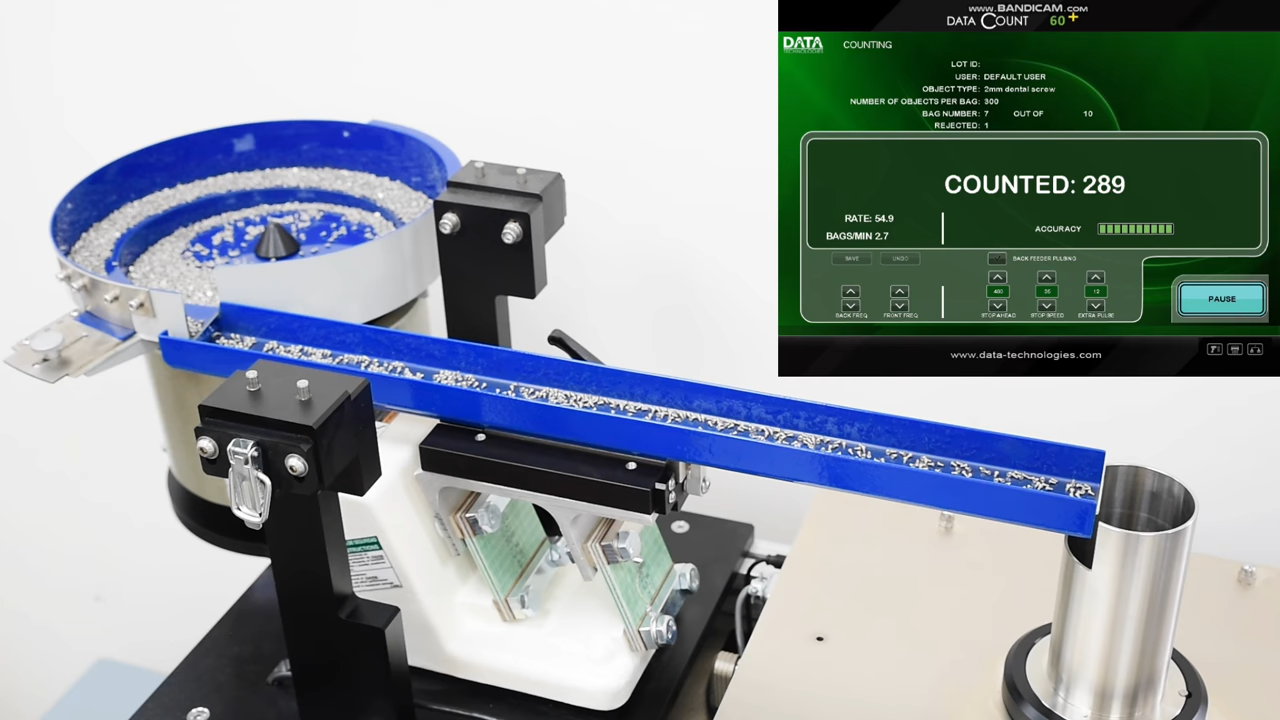 WWW.BANDICAM.COM
DATA COUNT 60+
DATA
TECHNOLOGIES
COUNTING
LOT ID:
USER: DEFAULT USER
OBJECT TYPE: 2mm dental screw
NUMBER OF OBJECTS PER BAG: 300
BAG NUMBER: 7 OUT OF 10
REJECTED: 1
COUNTED: 289
RATE: 54.9
BAGS/MIN 2.7
ACCURACY
SAVE UNDO
BACK FEEDER PULSING
12
BACK FREQ FRONT FREQ STOP AHEAD STOP SPEED EXTRA PULSE
PAUSE
www.data-technologies.com